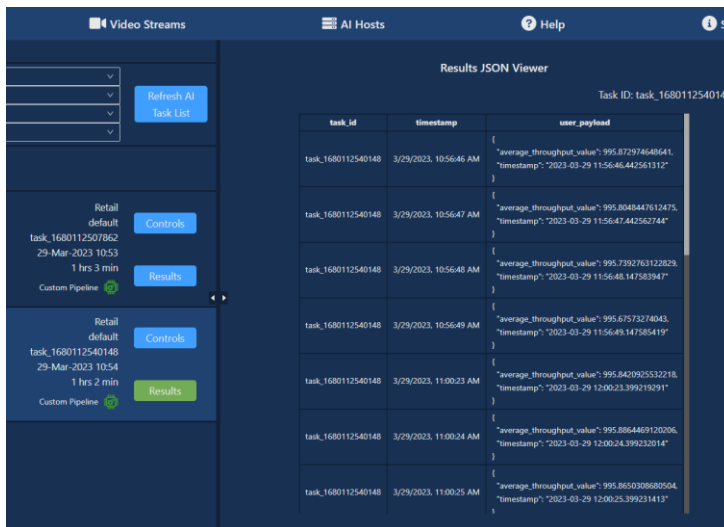 Video Streams
AI Hosts
Help
Results JSON Viewer
Refresh AI
Task List
Task ID: task_168011254014
task_id timestamp user_payload
{
task_1680112540148 3/29/2023, 10:56:46 AM "average_throughput_value": 995.872974648641,
"timestamp": "2023-03-29 11:56:46.442561312"
}
{
task_1680112540148 3/29/2023, 10:56:47 AM "average_throughput_value": 995.8048447612475,
"timestamp": "2023-03-29 11:56:47.442562744"
}
{
task_1680112540148 3/29/2023, 10:56:48 AM "average_throughput_value": 995.7392763122829,
"timestamp": "2023-03-29 11:56:48.147583947"
}
{
task_1680112540148 3/29/2023, 10:56:49 AM "average_throughput_value": 995.67573274043,
"timestamp": "2023-03-29 11:56:49.147585419"
}
{
task_1680112540148 3/29/2023, 11:00:23 AM "average_throughput_value": 995.8420925532218,
"timestamp": "2023-03-29 12:00:23.399219291"
}
{
task_1680112540148 3/29/2023, 11:00:24 AM "average_throughput_value": 995.8864469120206,
"timestamp": "2023-03-29 12:00:24.399232014"
}
{
task_1680112540148 3/29/2023, 11:00:25 AM "average_throughput_value": 995.8650308680504,
"timestamp": "2023-03-29 12:00:25.399231413"
}
Retail
default
task_1680112507862
29-Mar-2023 10:53
1 hrs 3 min
Custom Pipeline
Controls
Results
Retail
default
task_1680112540148
29-Mar-2023 10:54
1 hrs 2 min
Custom Pipeline
Controls
Results